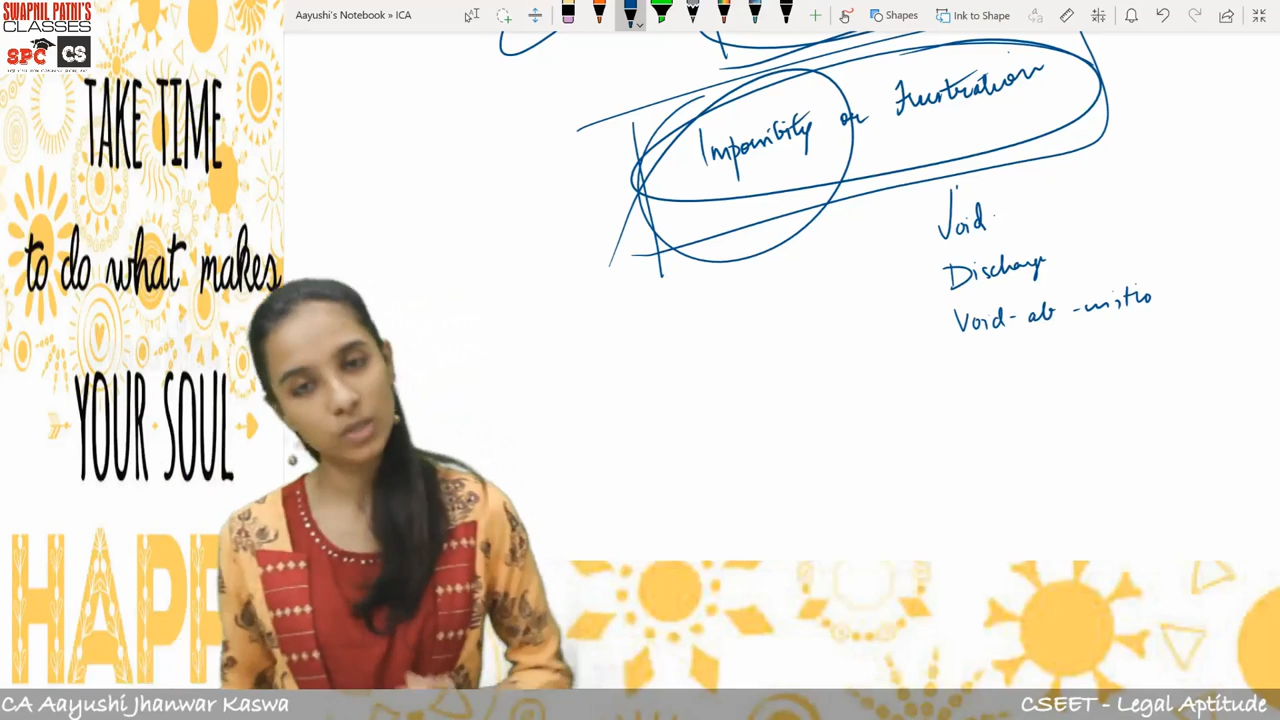 SWAPNIL PATNI'S
CLASSES
SPC CS
Aayushi's Notebook » ICA
Shapes
Ink to Shape
TAKE TIME
to do what makes
YOUR SOUL
HAPP
Impossibility or Frustration
Void
Discharge
Void-ab-initio
CA Aayushi Jhanwar Kaswa
CSEET - Legal Aptitude